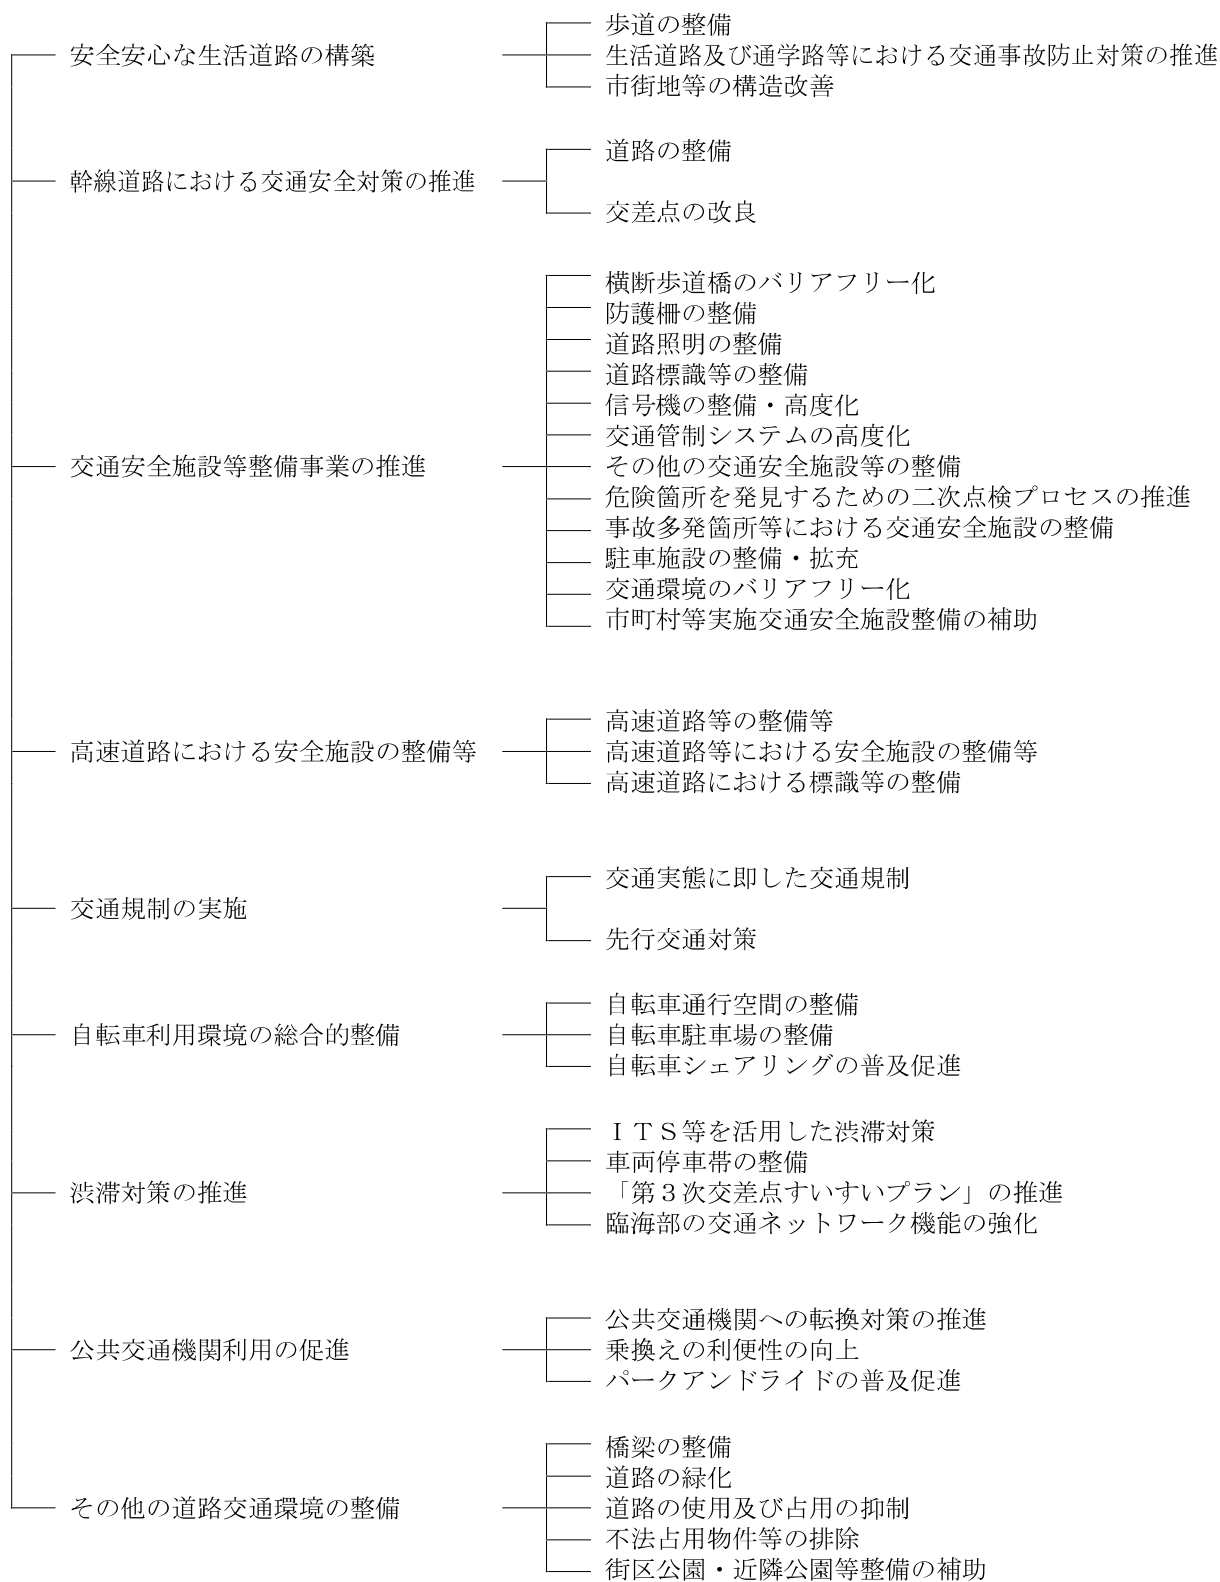 安全安心な生活道路の構築
歩道の整備
生活道路及び通学路等における交通事故防止対策の推進
市街地等の構造改善
幹線道路における交通安全対策の推進
道路の整備
交差点の改良
交通安全施設等整備事業の推進
横断歩道橋のバリアフリー化
防護柵の整備
道路照明の整備
道路標識等の整備
信号機の整備・高度化
交通管制システムの高度化
その他の交通安全施設等の整備
危険箇所を発見するための二次点検プロセスの推進
事故多発箇所等における交通安全施設の整備
駐車施設の整備・拡充
交通環境のバリアフリー化
市町村等実施交通安全施設整備の補助
高速道路における安全施設の整備等
高速道路等の整備等
高速道路等における安全施設の整備等
高速道路における標識等の整備
交通規制の実施
交通実態に即した交通規制
先行交通対策
自転車利用環境の総合的整備
自転車通行空間の整備
自転車駐車場の整備
自転車シェアリングの普及促進
渋滞対策の推進
ＩＴＳ等を活用した渋滞対策
車両停車帯の整備
「第３次交差点すいすいプラン」の推進
臨海部の交通ネットワーク機能の強化
公共交通機関利用の促進
公共交通機関への転換対策の推進
乗換えの利便性の向上
パークアンドライドの普及促進
その他の道路交通環境の整備
橋梁の整備
道路の緑化
道路の使用及び占用の抑制
不法占用物件等の排除
街区公園・近隣公園等整備の補助